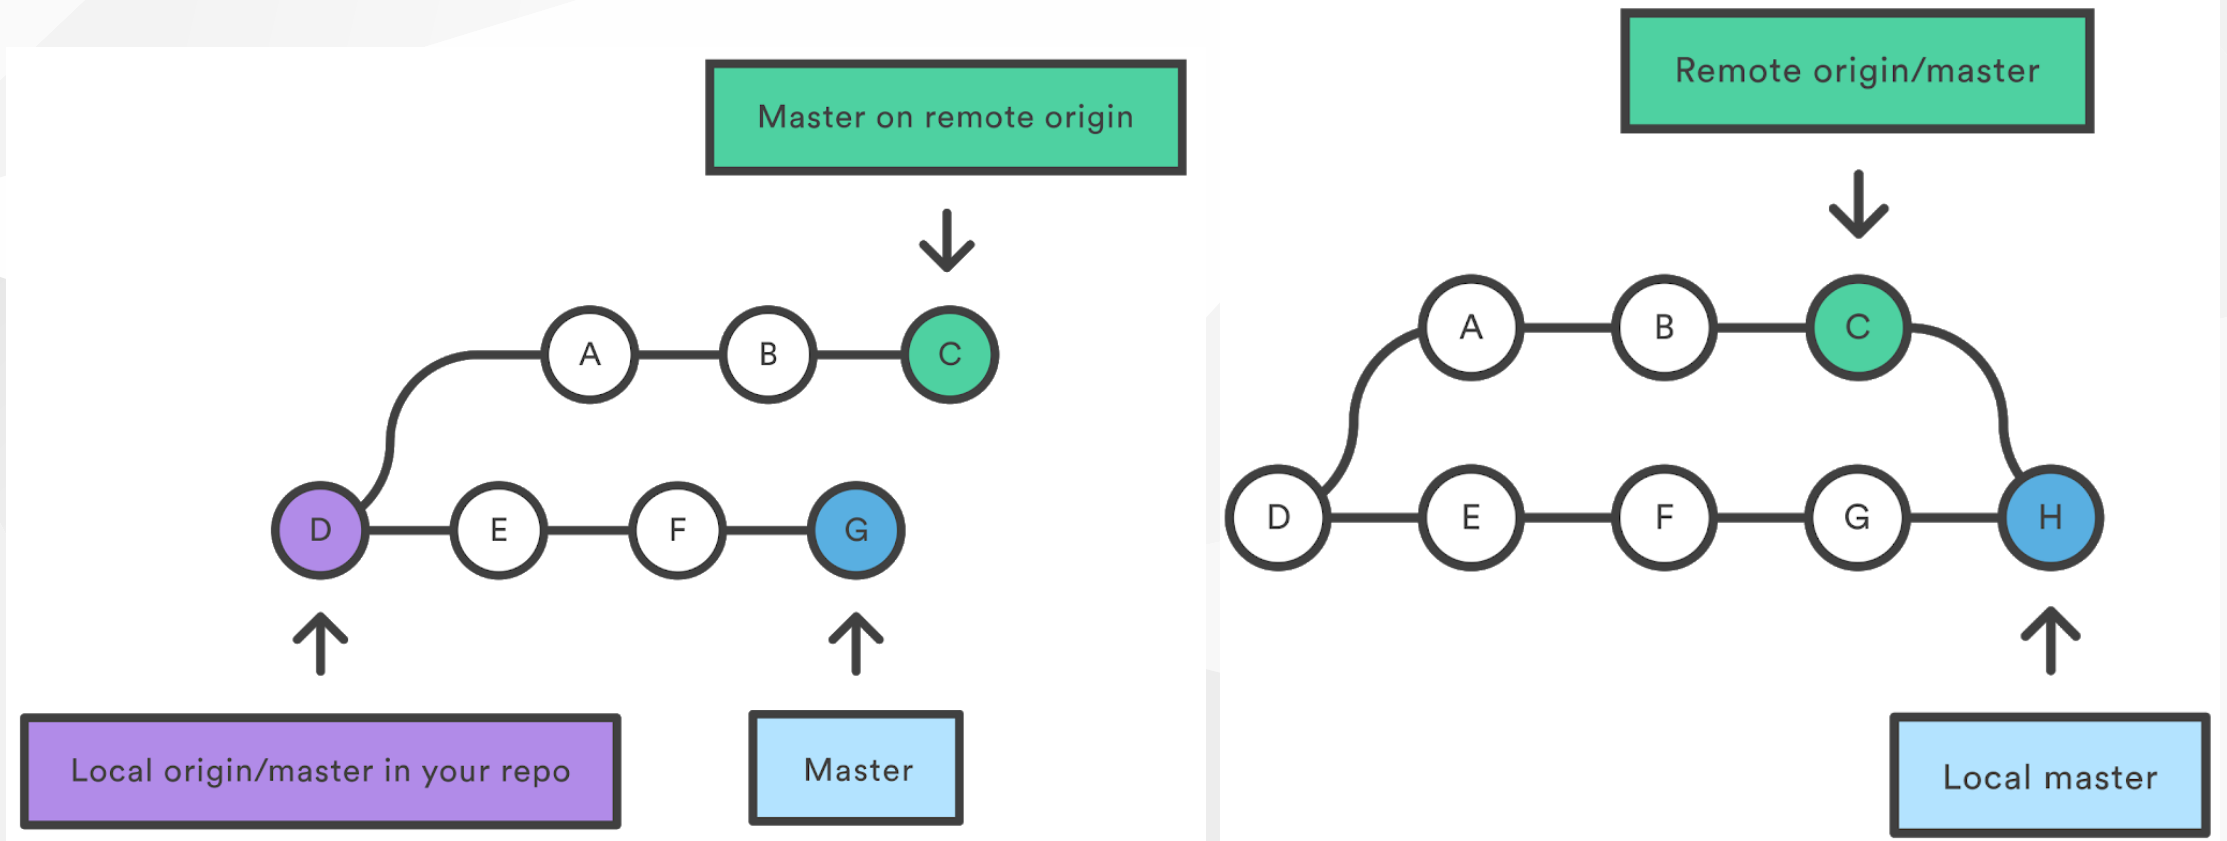 Master on remote origin
A
B
C
D
E
F
G
Local origin/master in your repo
Master
Remote origin/master
A
B
C
D
E
F
G
H
Local master